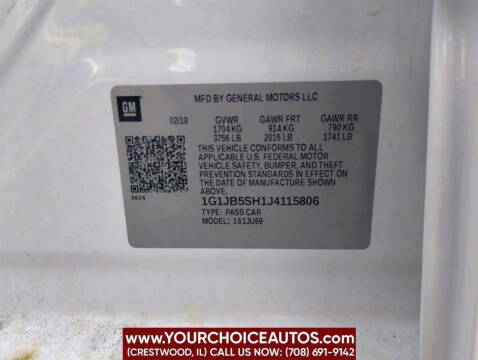 GM
MFD.BY GENERAL MOTORS LLC
02/18 GVWR GAWR FRT GAWR RR
1704 KG 914 KG 790 KG
3756 LB 2015 LB 1741 LB
THIS VEHICLE CONFORMS TO ALL APPLICABLE
U.S. FEDERAL MOTOR VEHICLE
SAFETY, BUMPER, AND THEFT
PREVENTION STANDARDS IN EFFECT ON THE
DATE OF MANUFACTURE SHOWN ABOVE.
9624
1G1JB5SH1J4115806
TYPE: PASS CAR
MODEL: 161JU69
WWW.YOURCHOICEAUTOS.COM
(CRESTWOOD, IL) CALL US: (708) 691-9142